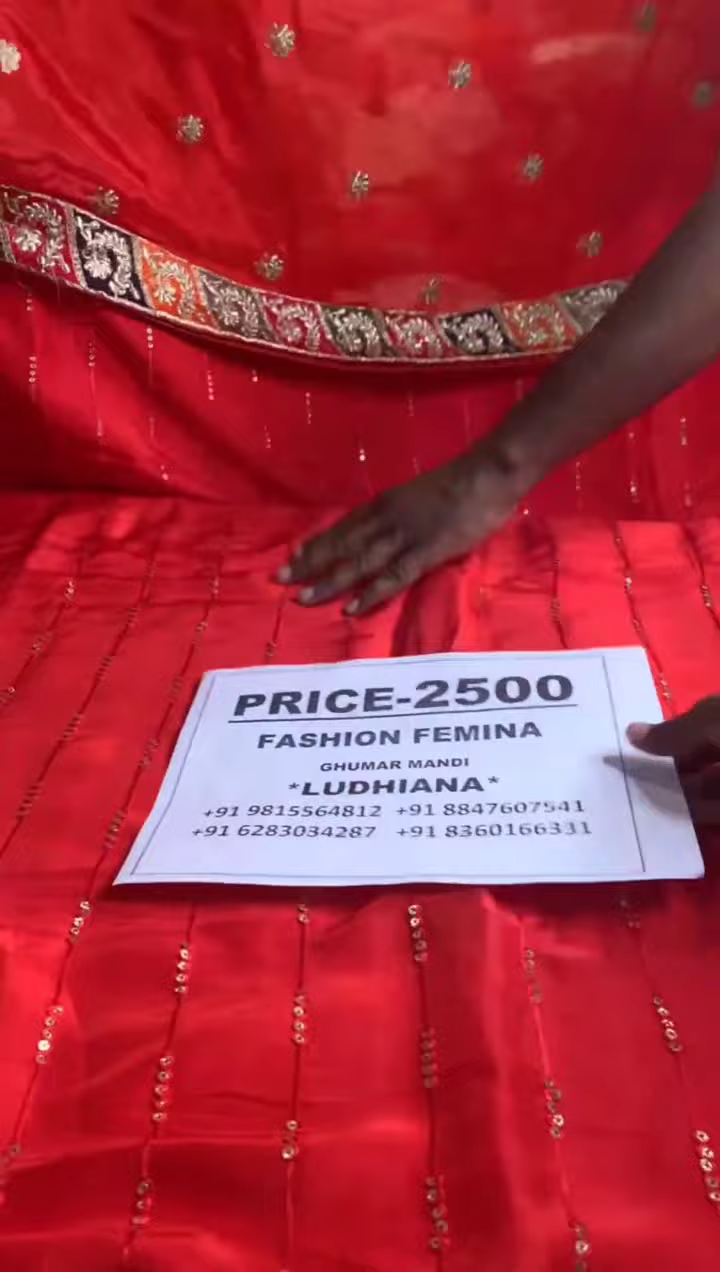 PRICE-2500
FASHION FEMINA
GHUMAR MANDI
*LUDHIANA*
+91 9815564812 +91 8847607541
+91 6283034287 +91 8360166331